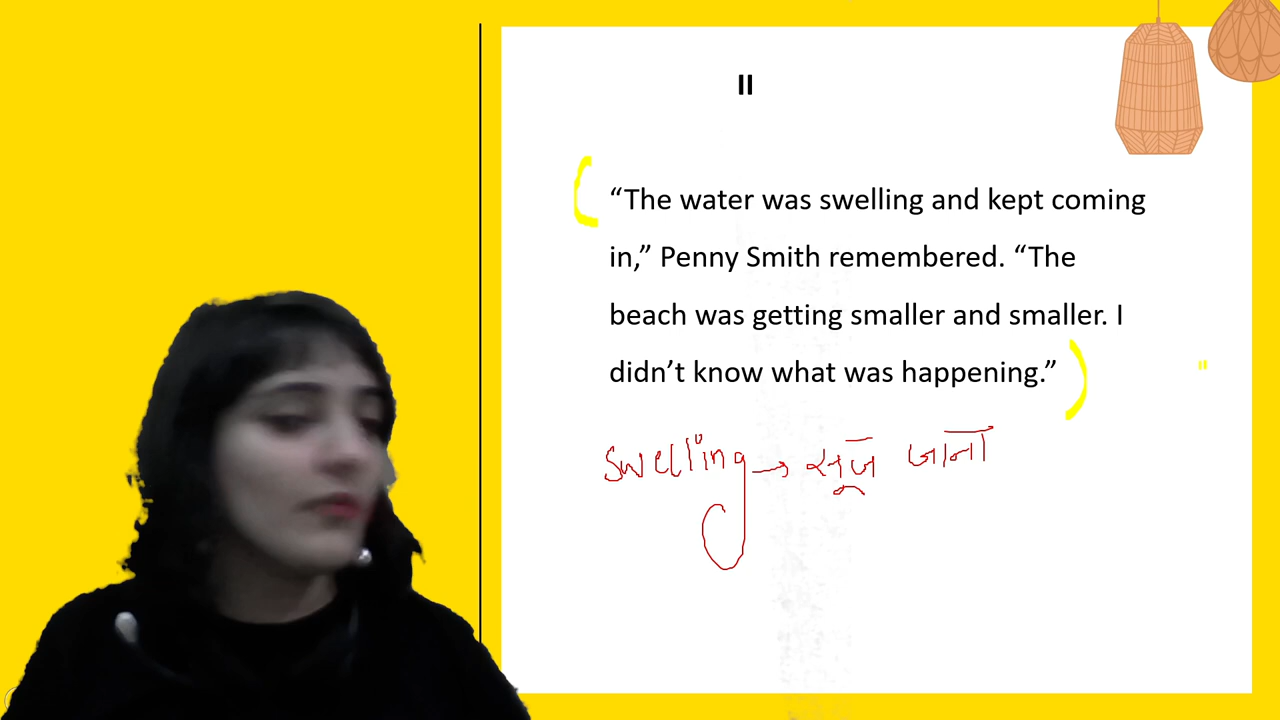 II
“The water was swelling and kept coming
in,” Penny Smith remembered. “The
beach was getting smaller and smaller. I
didn’t know what was happening.”
Swelling → सूज जाना